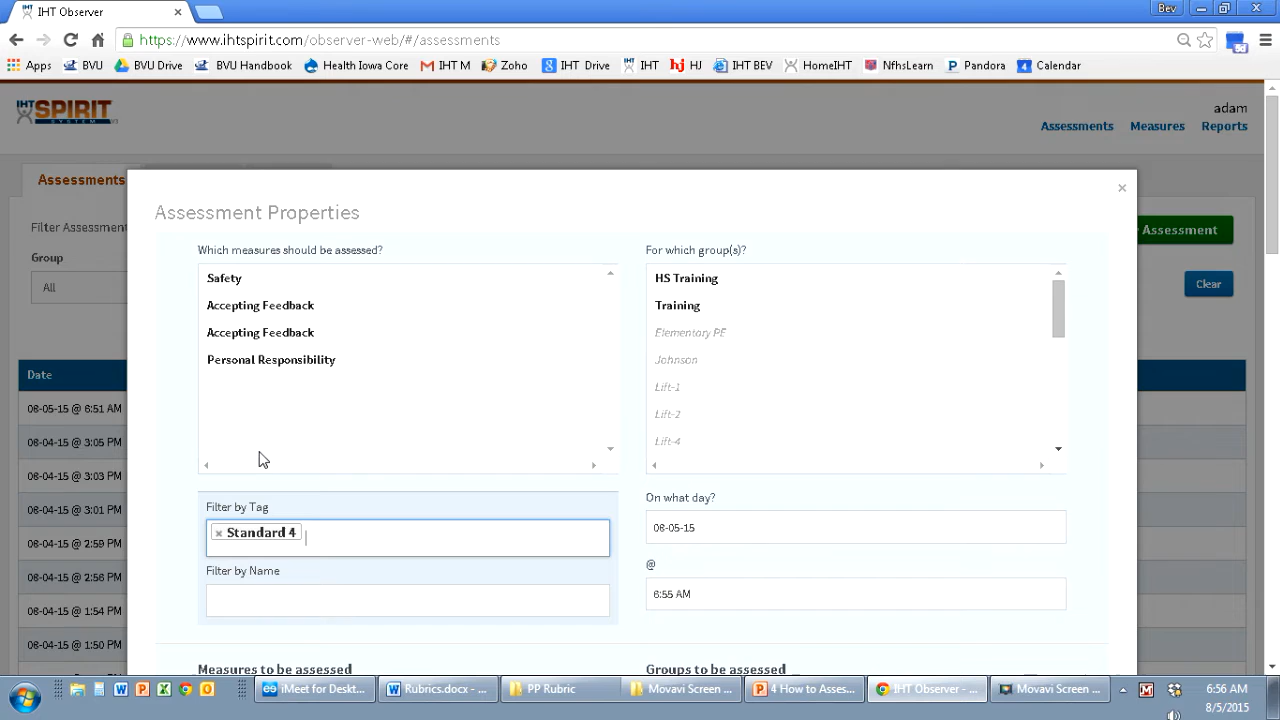 IHT Observer
Bev
https://www.ihtspirit.com/observer-web/#/assessments
Apps BVU BVU Drive BVU Handbook Health Iowa Core IHT M Zoho IHT Drive IHT HJ IHT BEV HomeIHT NfhsLearn Pandora Calendar
IHT SPIRIT
SYSTEM
adam
Assessments Measures Reports
Assessments
Assessment Properties
Filter Assessment
Assessment
Which measures should be assessed?
For which group(s)?
Group
All
Clear
Safety
HS Training
Accepting Feedback
Training
Accepting Feedback
Elementary PE
Personal Responsibility
Johnson
Date
Lift-1
08-05-15 @ 6:51 AM
Lift-2
08-04-15 @ 3:05 PM
Lift-4
08-04-15 @ 3:03 PM
08-04-15 @ 3:01 PM
08-04-15 @ 2:59 PM
08-04-15 @ 2:56 PM
08-04-15 @ 1:54 PM
08-04-15 @ 1:50 PM
Filter by Tag
× Standard 4
Filter by Name
On what day?
08-05-15
@
6:55 AM
Measures to be assessed
Groups to be assessed
iMeet for Deskt...
Rubrics.docx - ...
PP Rubric
Movavi Screen ...
4 How to Asses...
IHT Observer - ...
Movavi Screen ...
6:56 AM
8/5/2015